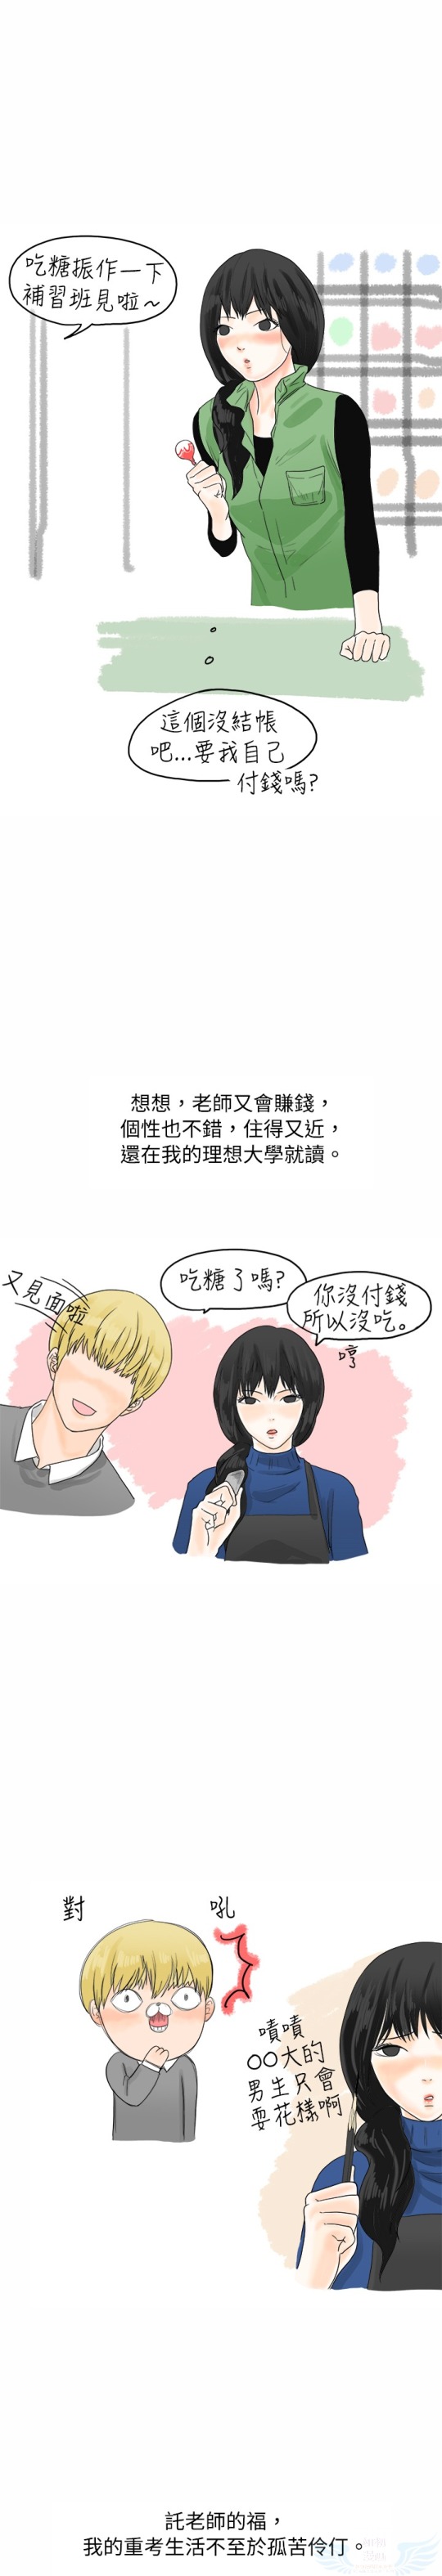 吃糖振作一下
補習班見啦~
這個沒結帳
吧...要我自己
付錢嗎?
想想，老師又會賺錢，
個性也不錯，住得又近，
還在我的理想大學就讀。
又見面啦
吃糖了嗎?
你沒付錢
所以沒吃。
哼
對 吼
嘖嘖
○○大的
男生只會
耍花樣啊
託老師的福，
我的重考生活不至於孤苦伶仃。